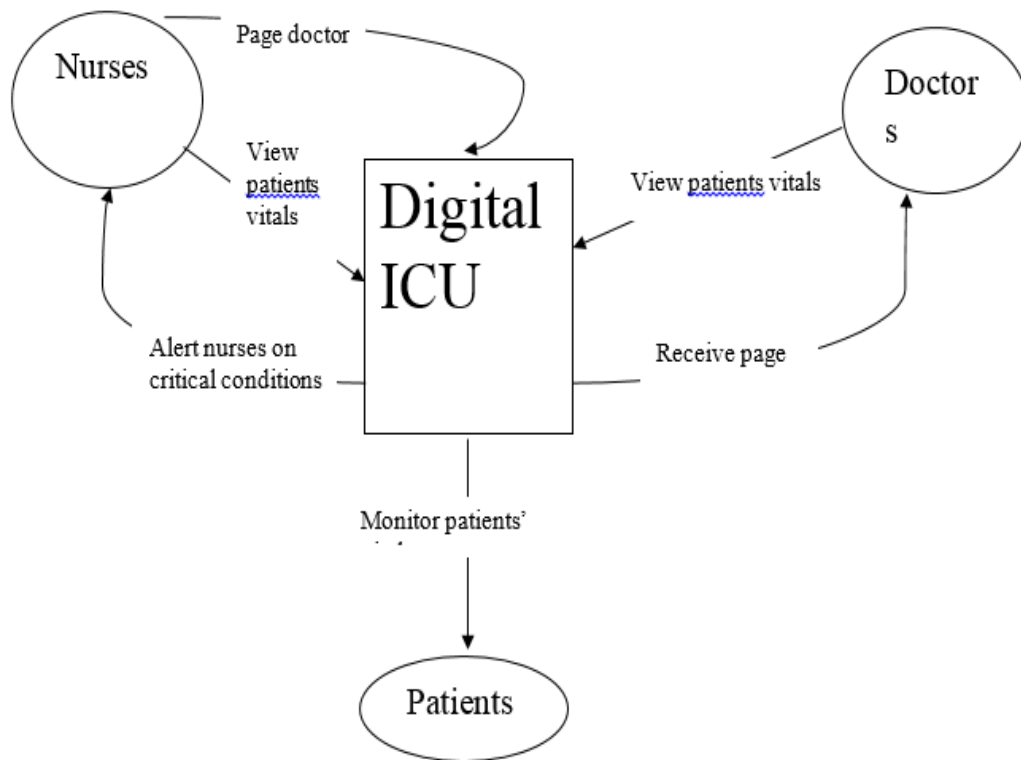 Page doctor
Nurses
Doctor
s
View
patients
vitals
View patients vitals
Digital
ICU
Alert nurses on
critical conditions
Receive page
Monitor patients’
Patients